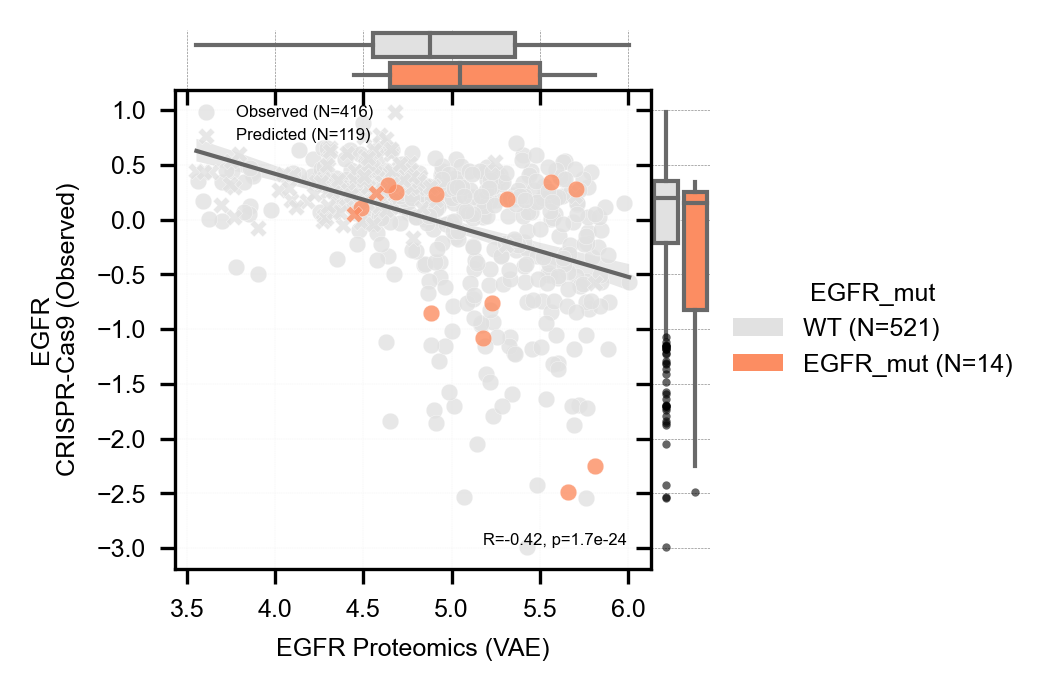 Observed (N=416)
Predicted (N=119)
1.0
0.5
0.0
−0.5
−1.0
−1.5
−2.0
−2.5
−3.0
EGFR
CRISPR-Cas9 (Observed)
R=-0.42, p=1.7e-24
3.5 4.0 4.5 5.0 5.5 6.0
EGFR Proteomics (VAE)
EGFR_mut
WT (N=521)
EGFR_mut (N=14)